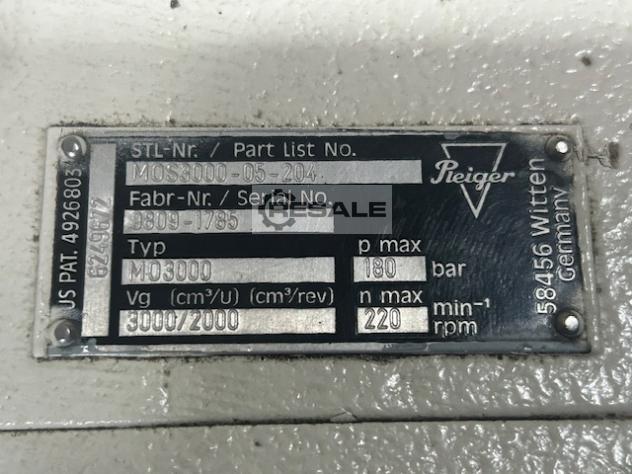 US PAT. 4926803
6249672
STL-Nr. / Part List No.
MOS3000-05-204
Fabr-Nr. / Serial No.
9809-1785
Typ
MO3000
Vg (cm³/U) (cm³/rev)
3000/2000
p max
180 bar
n max
220 min⁻¹
rpm
Pleiger
58456 Witten
Germany
RESALE